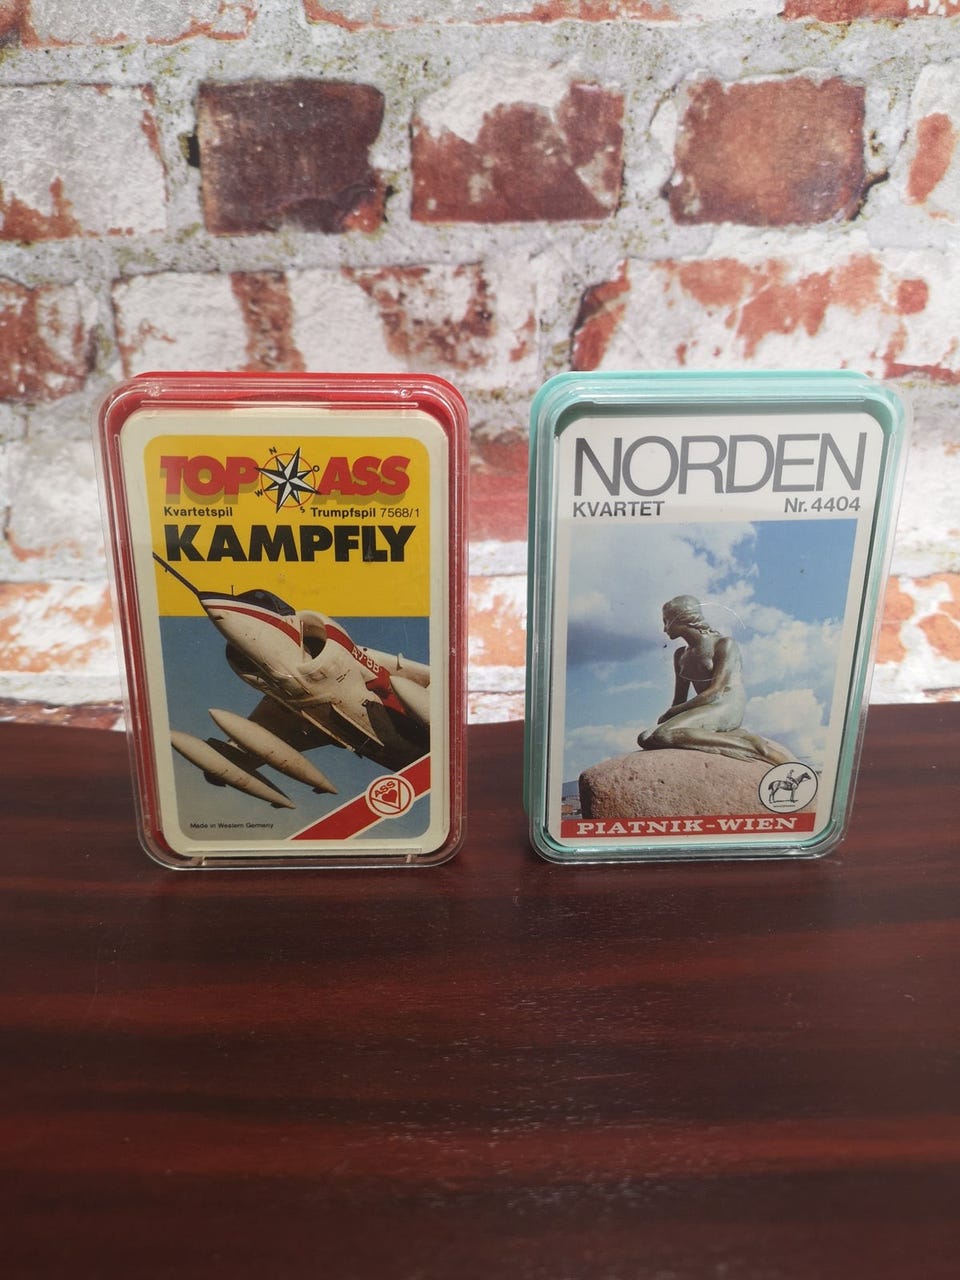 TOP ASS
N
O
W
S
Kvartetspil Trumpfspil 7568/1
KAMPFLY
ASS
Made in Western Germany
NORDEN
KVARTET Nr. 4404
PIATNIK-WIEN